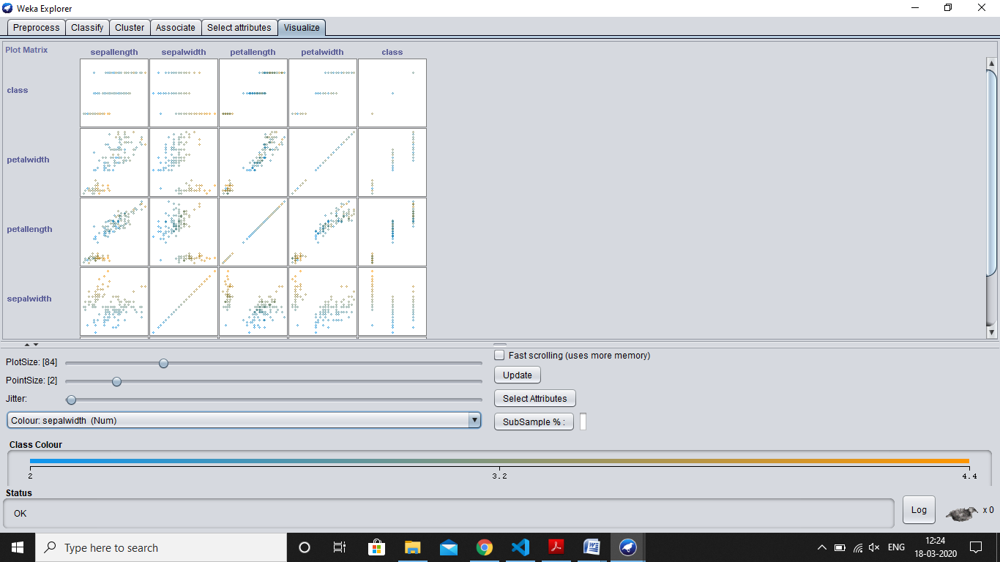 Weka Explorer
Preprocess Classify Cluster Associate Select attributes Visualize
Plot Matrix sepallength sepalwidth petallength petalwidth class
class
petalwidth
petallength
sepalwidth
PlotSize: [84]
PointSize: [2]
Jitter:
Colour: sepalwidth (Num)
Fast scrolling (uses more memory)
Update
Select Attributes
SubSample % :
Class Colour
2 3.2 4.4
Status
OK
Log
x 0
Type here to search
ENG
12:24
18-03-2020